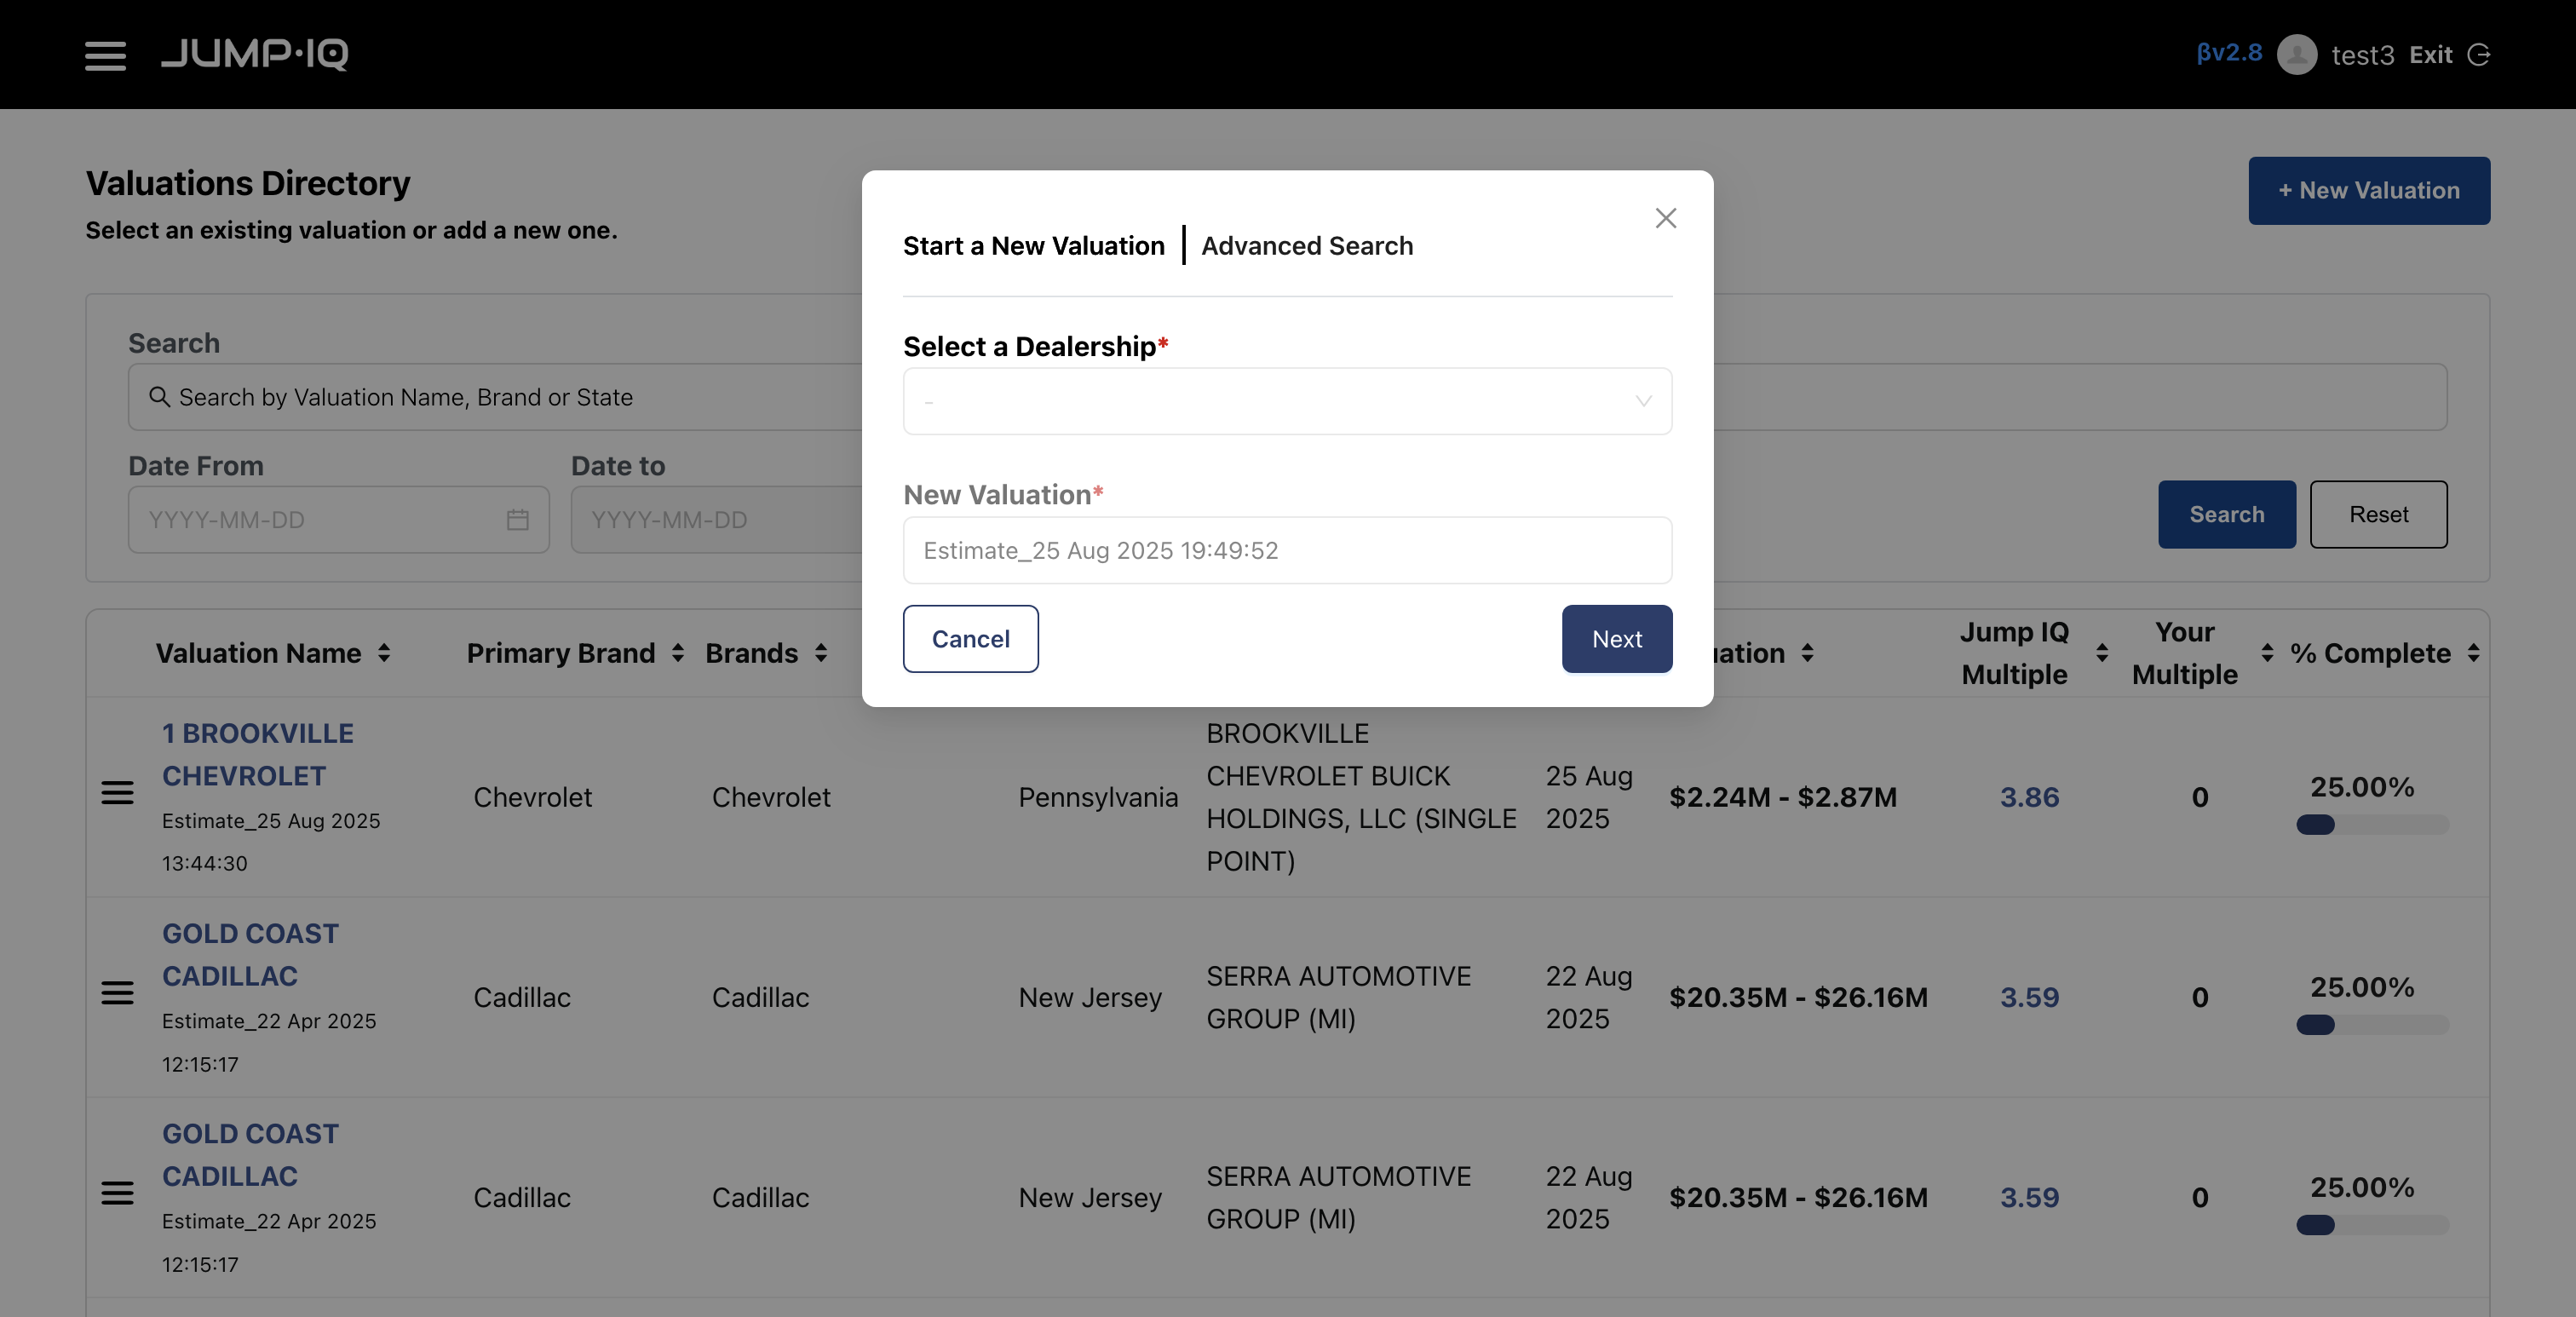 JUMP·IQ
βv2.8 test3 Exit
Valuations Directory
Select an existing valuation or add a new one.
+ New Valuation
Start a New Valuation | Advanced Search
Select a Dealership*
-
New Valuation*
Estimate_25 Aug 2025 19:49:52
Cancel
Next
Search
Search by Valuation Name, Brand or State
Date From
YYYY-MM-DD
Date to
YYYY-MM-DD
Search
Reset
Valuation Name
Primary Brand
Brands
Jump IQ
Multiple
Your
Multiple
% Complete
1 BROOKVILLE
CHEVROLET
Estimate_25 Aug 2025
13:44:30
Chevrolet
Chevrolet
Pennsylvania
BROOKVILLE
CHEVROLET BUICK
HOLDINGS, LLC (SINGLE
POINT)
25 Aug
2025
$2.24M - $2.87M
3.86
0
25.00%
GOLD COAST
CADILLAC
Estimate_22 Apr 2025
12:15:17
Cadillac
Cadillac
New Jersey
SERRA AUTOMOTIVE
GROUP (MI)
22 Aug
2025
$20.35M - $26.16M
3.59
0
25.00%
GOLD COAST
CADILLAC
Estimate_22 Apr 2025
12:15:17
Cadillac
Cadillac
New Jersey
SERRA AUTOMOTIVE
GROUP (MI)
22 Aug
2025
$20.35M - $26.16M
3.59
0
25.00%